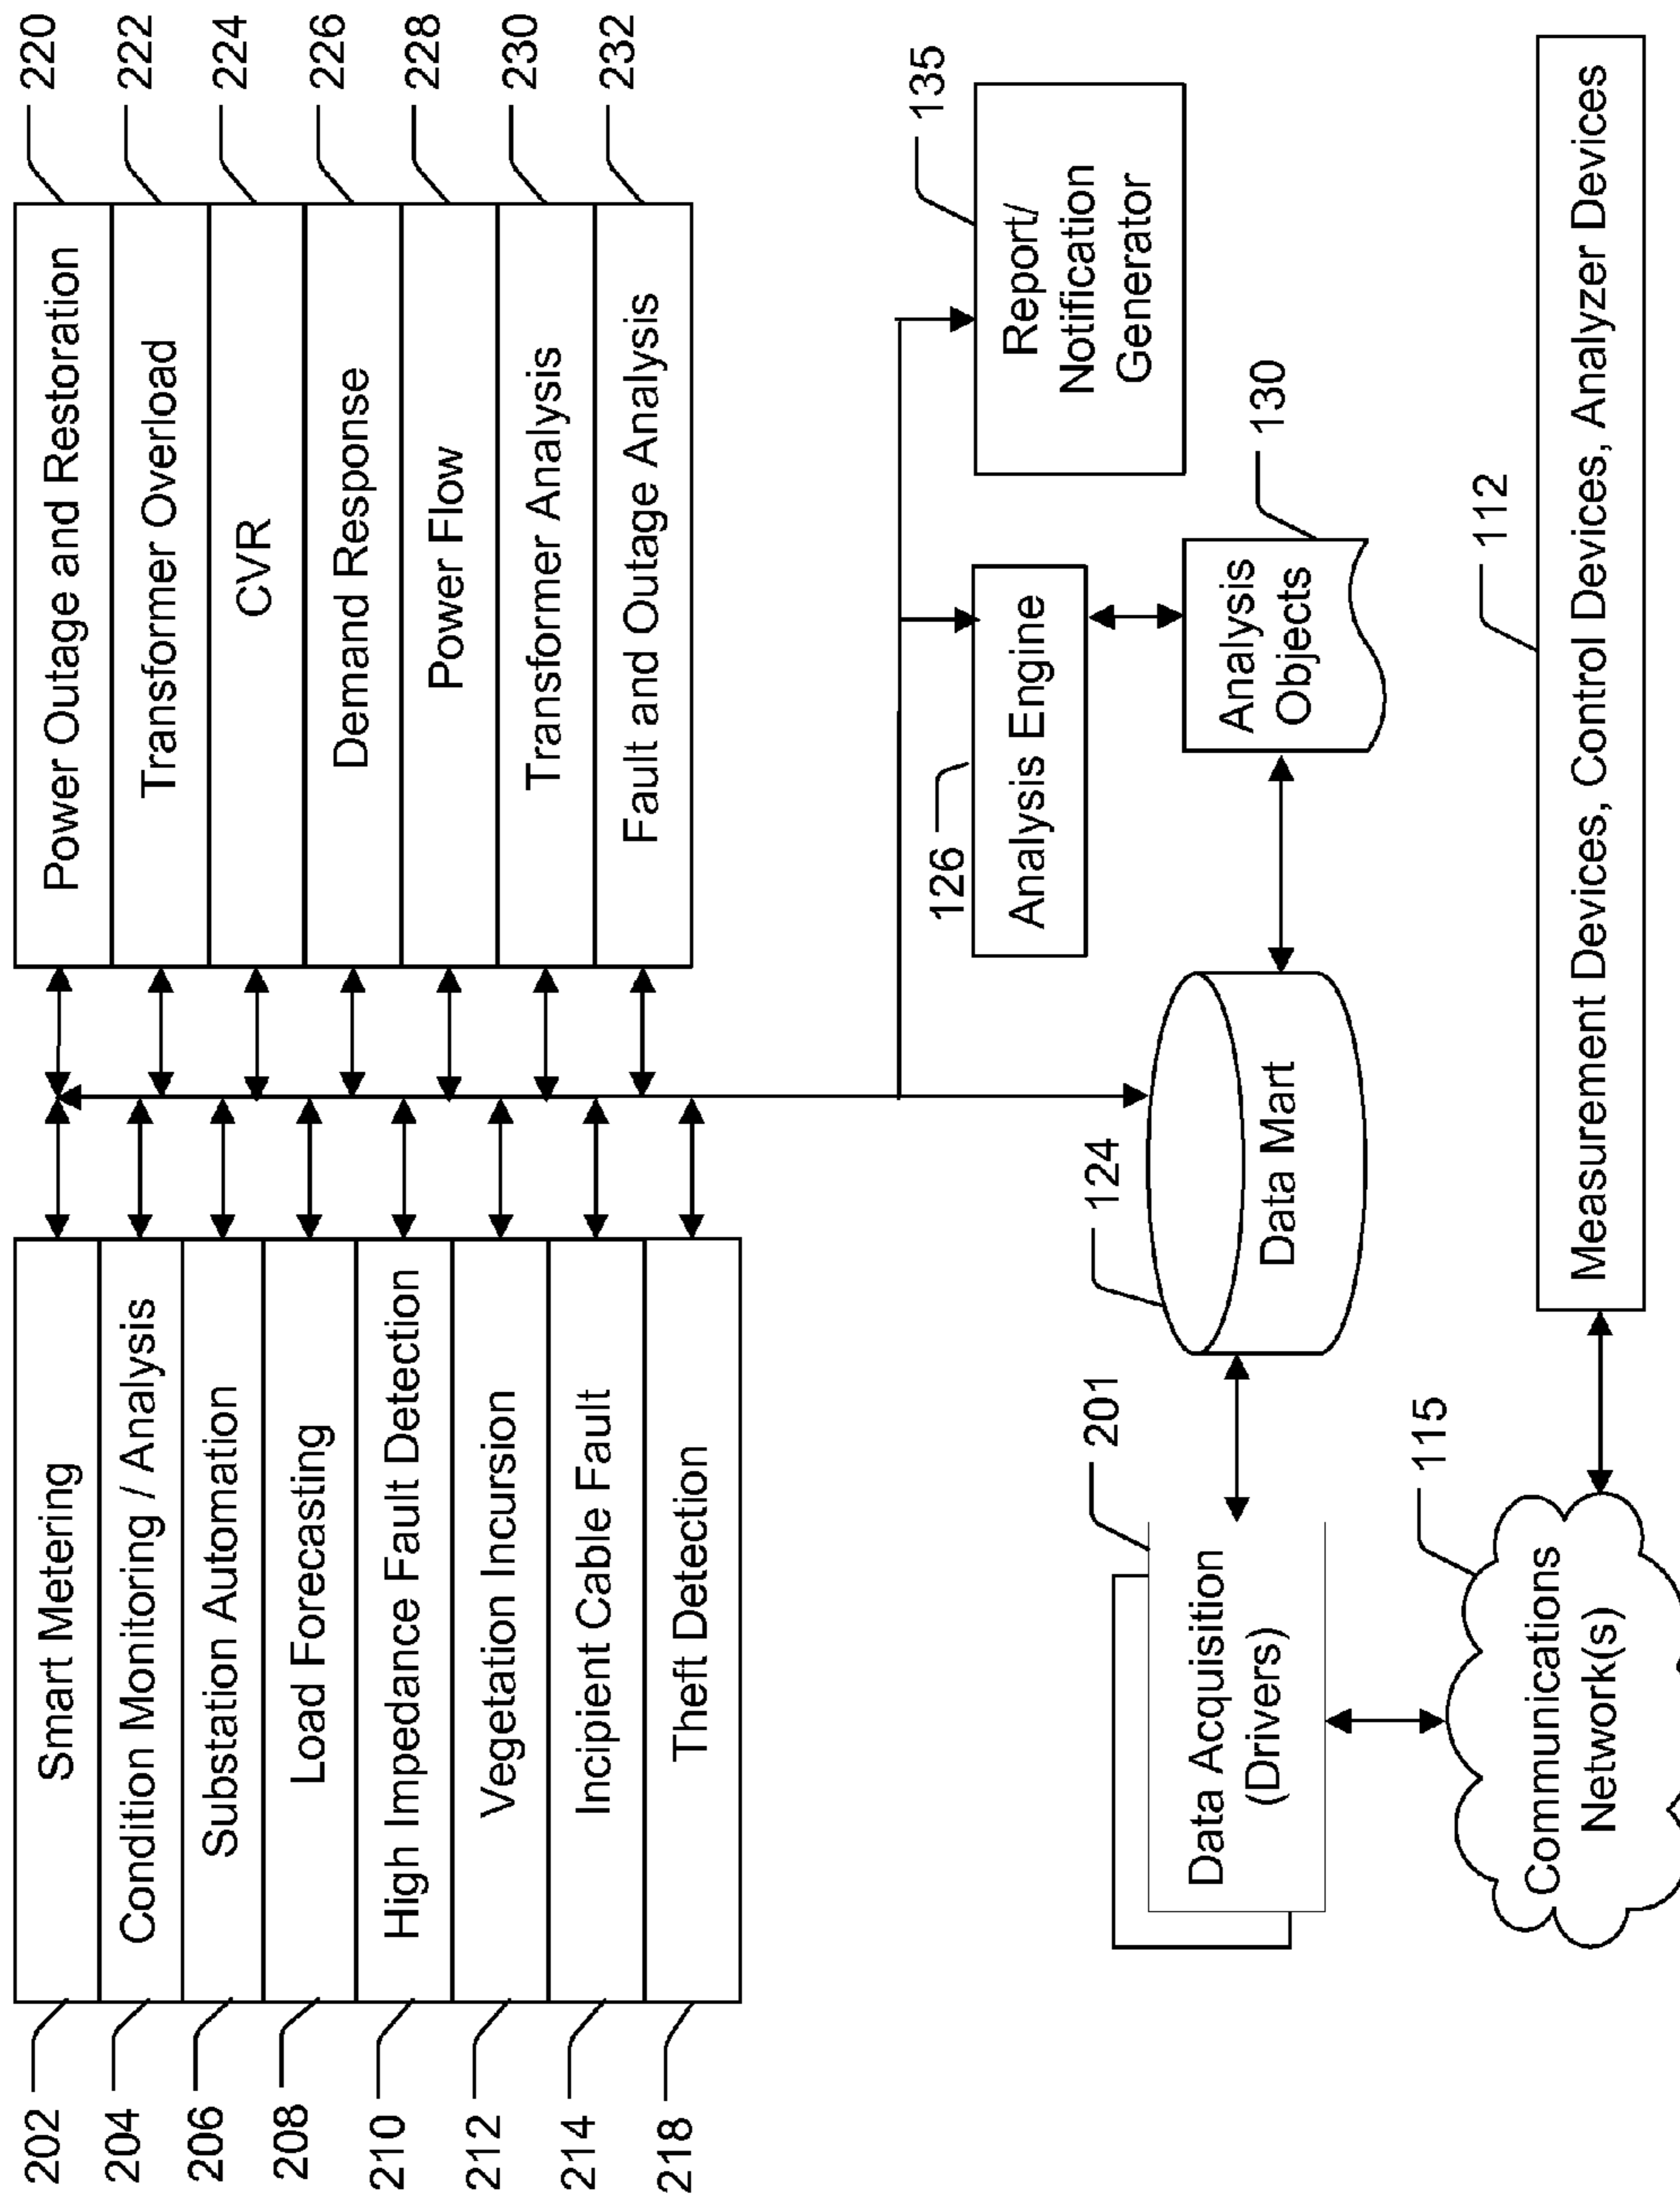 202
Smart Metering
204
Condition Monitoring / Analysis
206
Substation Automation
208
Load Forecasting
210
High Impedance Fault Detection
212
Vegetation Incursion
214
Incipient Cable Fault
218
Theft Detection
Power Outage and Restoration
220
Transformer Overload
222
CVR
224
Demand Response
226
Power Flow
228
Transformer Analysis
230
Fault and Outage Analysis
232
135
Report/
Notification
Generator
126
Analysis Engine
130
Analysis
Objects
124
Data Mart
201
Data Acquisition
(Drivers)
115
Communications
Network(s)
112
Measurement Devices, Control Devices, Analyzer Devices